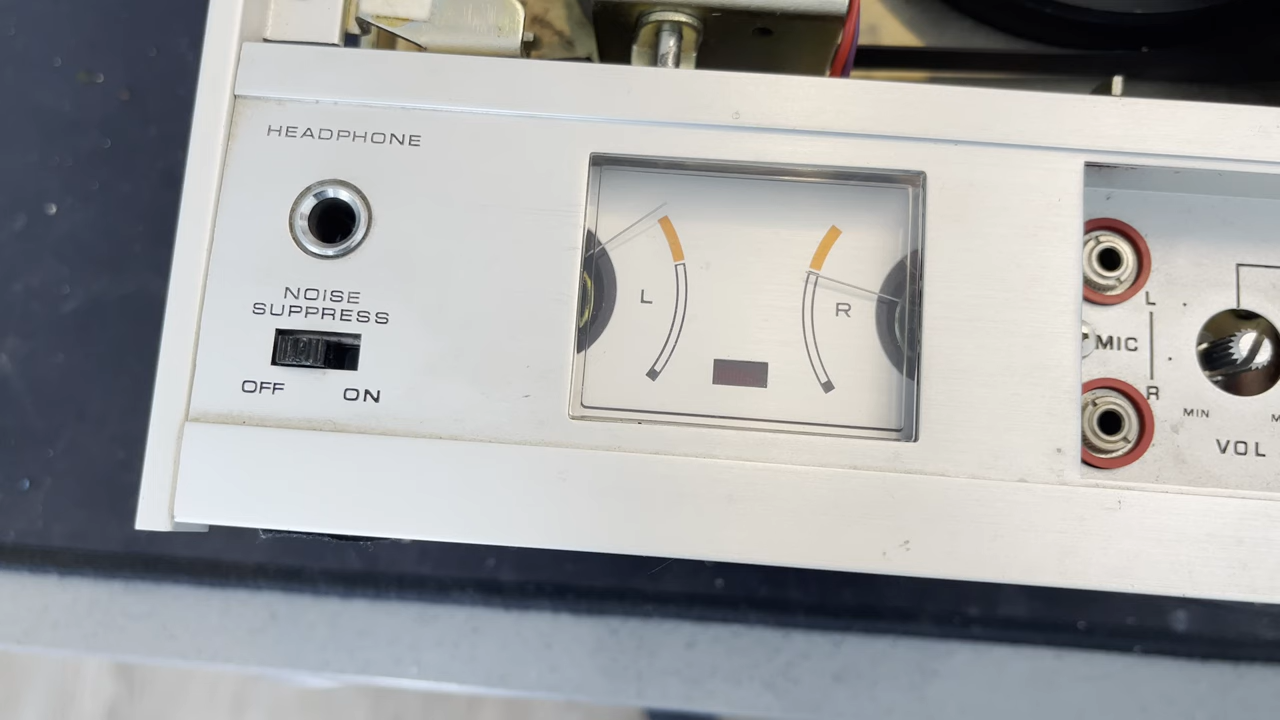 HEADPHONE
NOISE
SUPPRESS
OFF ON
L R
L
MIC
R
MIN
VOL